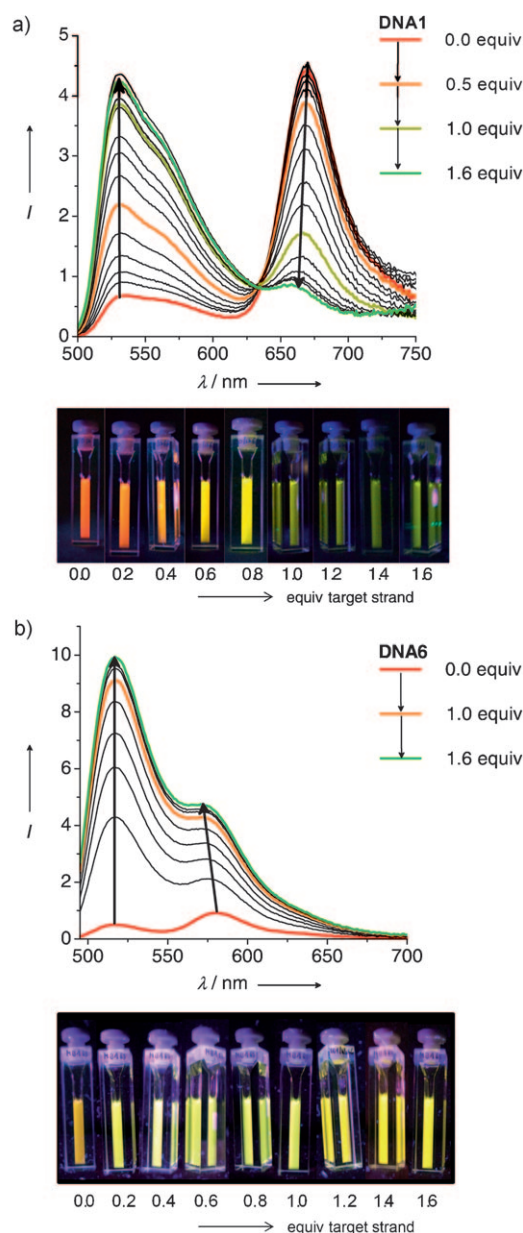 a)
DNA1
0.0 equiv
0.5 equiv
1.0 equiv
1.6 equiv
5
4
3
2
1
0
I
500 550 600 650 700 750
λ / nm
0.0 0.2 0.4 0.6 0.8 1.0 1.2 1.4 1.6
equiv target strand
b)
DNA6
0.0 equiv
1.0 equiv
1.6 equiv
10
8
6
4
2
0
I
500 550 600 650 700
λ / nm
0.0 0.2 0.4 0.6 0.8 1.0 1.2 1.4 1.6
equiv target strand